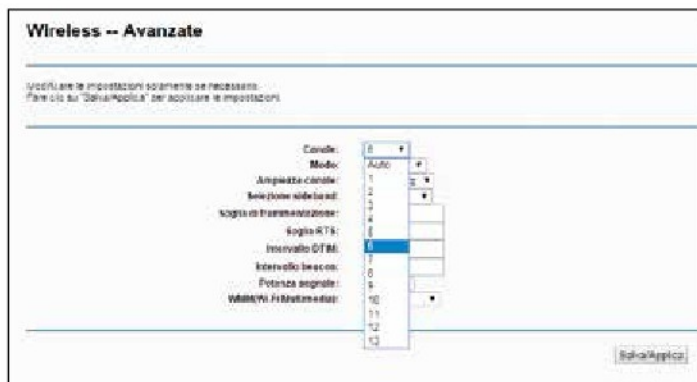 Wireless -- Avanzate
Modificare le impostazioni solamente se necessario.
Fare clic su "Salva/Applica" per applicare le impostazioni.
Canale: 6
Modo:
Ampiezza canale:
Selezione sideband:
Soglia di frammentazione:
Soglia RTS:
Intervallo DTIM:
Intervallo beacon:
Potenza segnale:
WMM(Wi-Fi Multimedia):
Auto
1
2
3
4
5
6
7
8
9
10
11
12
13
Salva/Applica